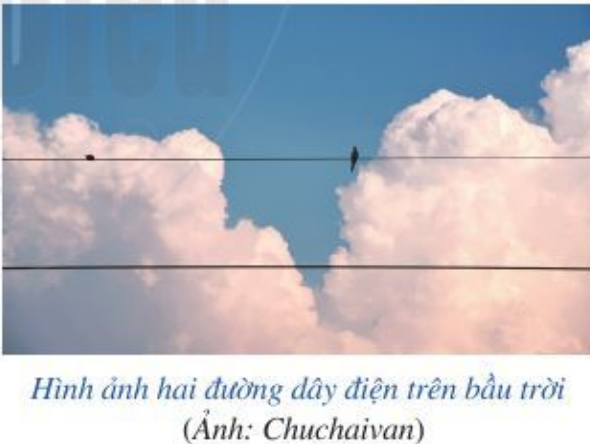 Hình ảnh hai đường dây điện trên bầu trời
(Ảnh: Chuchaivan)